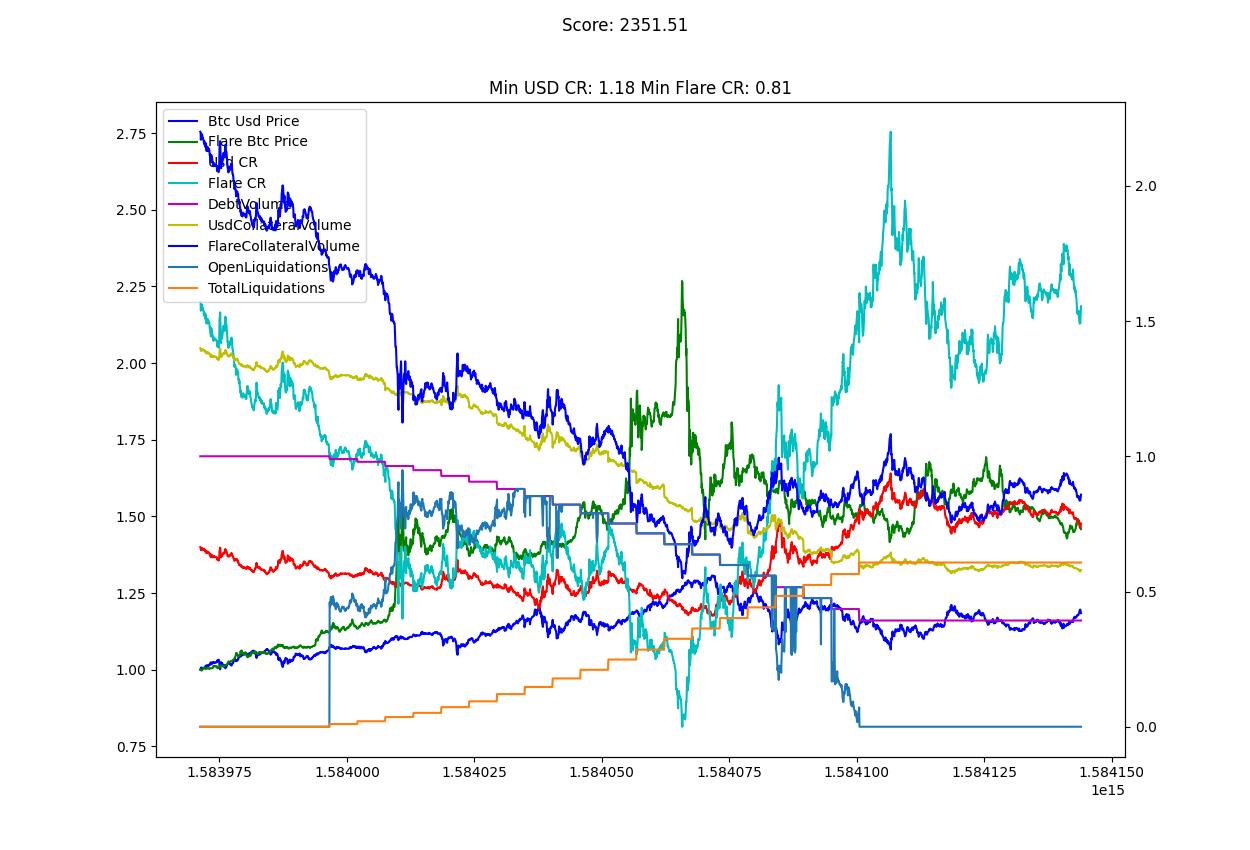 Score: 2351.51
Min USD CR: 1.18 Min Flare CR: 0.81
Btc Usd Price
Flare Btc Price
Usd CR
Flare CR
DebtVolume
UsdCollateralVolume
FlareCollateralVolume
OpenLiquidations
TotalLiquidations
2.75
2.50
2.25
2.00
1.75
1.50
1.25
1.00
0.75
2.0
1.5
1.0
0.5
0.0
1.583975
1.584000
1.584025
1.584050
1.584075
1.584100
1.584125
1.584150
1e15